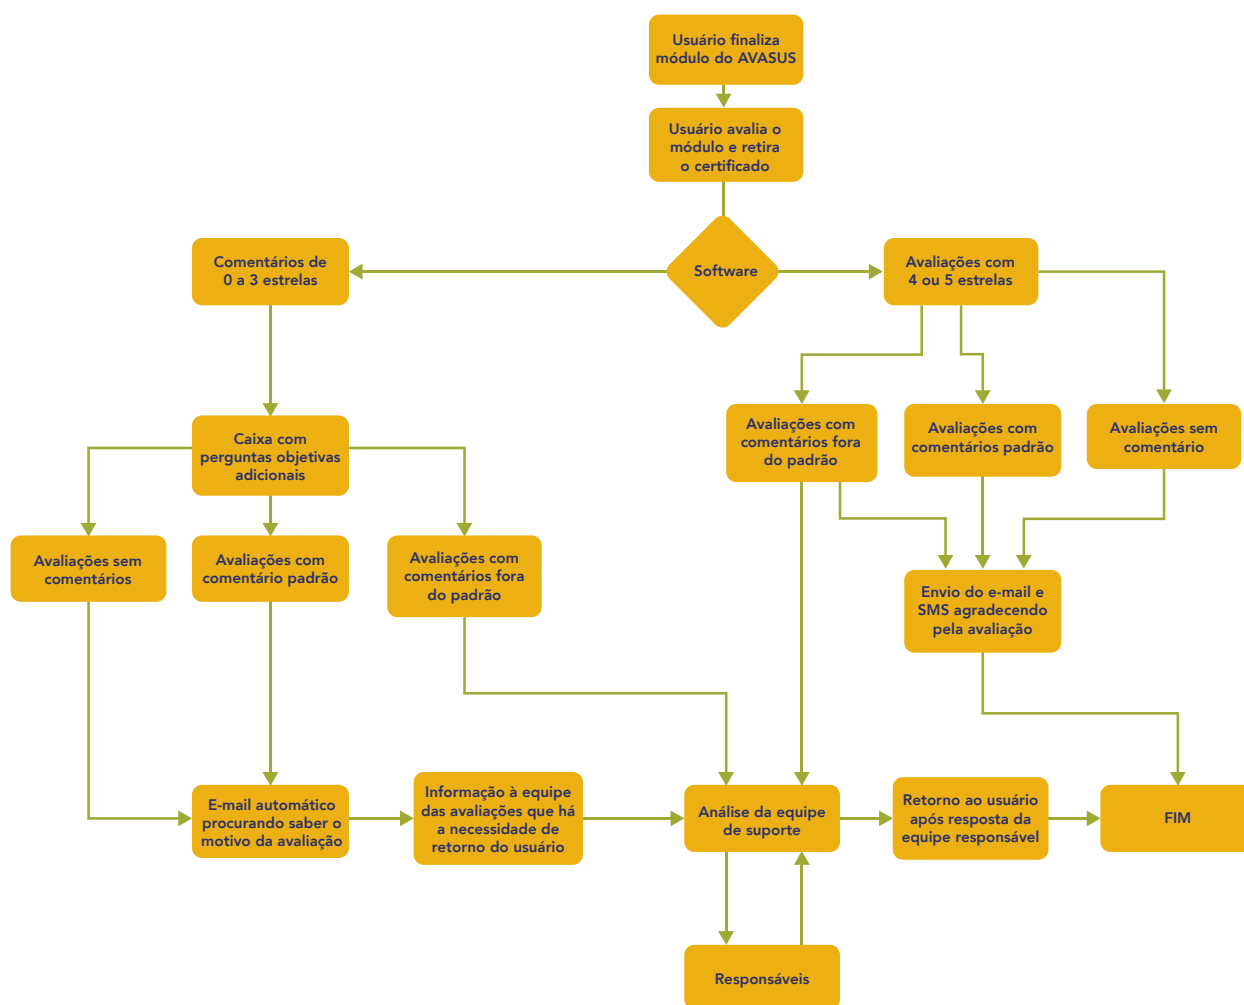 Usuário finaliza
módulo do AVASUS
Usuário avalia o
módulo e retira
o certificado
Software
Comentários de
0 a 3 estrelas
Avaliações com
4 ou 5 estrelas
Caixa com
perguntas objetivas
adicionais
Avaliações com
comentários fora
do padrão
Avaliações com
comentários padrão
Avaliações sem
comentário
Avaliações sem
comentários
Avaliações com
comentário padrão
Avaliações com
comentários fora
do padrão
Envio do e-mail e
SMS agradecendo
pela avaliação
E-mail automático
procurando saber o
motivo da avaliação
Informação à equipe
das avaliações que há
a necessidade de
retorno do usuário
Análise da equipe
de suporte
Retorno ao usuário
após resposta da
equipe responsável
FIM
Responsáveis